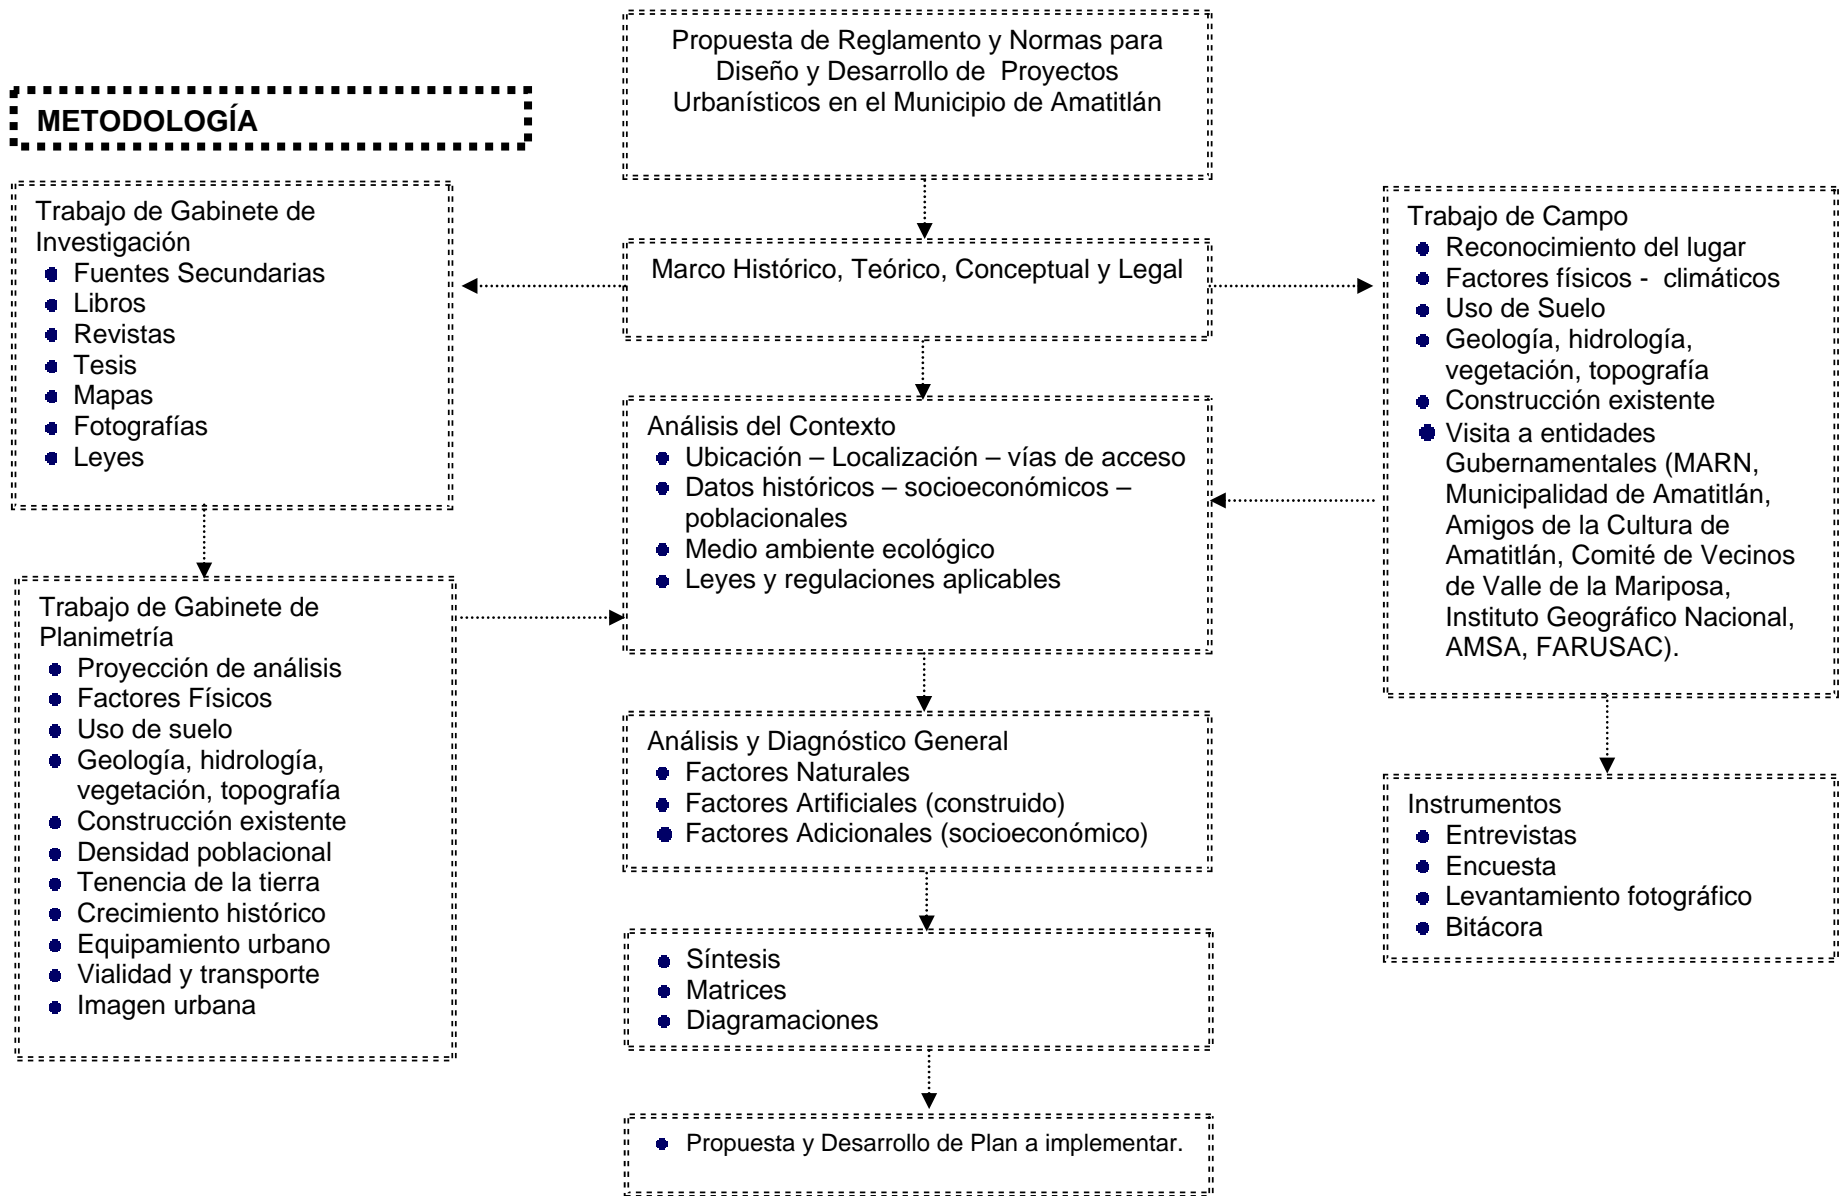 METODOLOGÍA
Propuesta de Reglamento y Normas para
Diseño y Desarrollo de Proyectos
Urbanísticos en el Municipio de Amatitlán
Marco Histórico, Teórico, Conceptual y Legal
Trabajo de Gabinete de
Investigación
Fuentes Secundarias
Libros
Revistas
Tesis
Mapas
Fotografías
Leyes
Trabajo de Gabinete de
Planimetría
Proyección de análisis
Factores Físicos
Uso de suelo
Geología, hidrología,
vegetación, topografía
Construcción existente
Densidad poblacional
Tenencia de la tierra
Crecimiento histórico
Equipamiento urbano
Vialidad y transporte
Imagen urbana
Trabajo de Campo
Reconocimiento del lugar
Factores físicos - climáticos
Uso de Suelo
Geología, hidrología,
vegetación, topografía
Construcción existente
Visita a entidades
Gubernamentales (MARN,
Municipalidad de Amatitlán,
Amigos de la Cultura de
Amatitlán, Comité de Vecinos
de Valle de la Mariposa,
Instituto Geográfico Nacional,
AMSA, FARUSAC).
Instrumentos
Entrevistas
Encuesta
Levantamiento fotográfico
Bitácora
Análisis del Contexto
Ubicación – Localización – vías de acceso
Datos históricos – socioeconómicos –
poblacionales
Medio ambiente ecológico
Leyes y regulaciones aplicables
Análisis y Diagnóstico General
Factores Naturales
Factores Artificiales (construido)
Factores Adicionales (socioeconómico)
Síntesis
Matrices
Diagramaciones
Propuesta y Desarrollo de Plan a implementar.